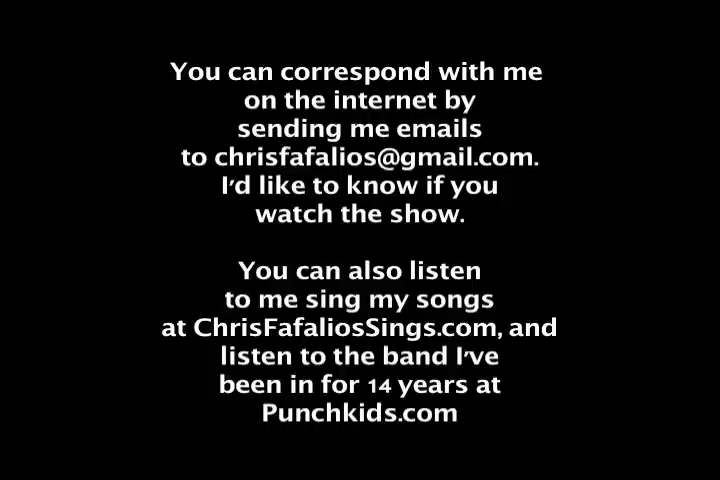 You can correspond with me
on the internet by
sending me emails
to chrisfafalios@gmail.com.
I'd like to know if you
watch the show.
You can also listen
to me sing my songs
at ChrisFafaliosSings.com, and
listen to the band I've
been in for 14 years at
Punchkids.com